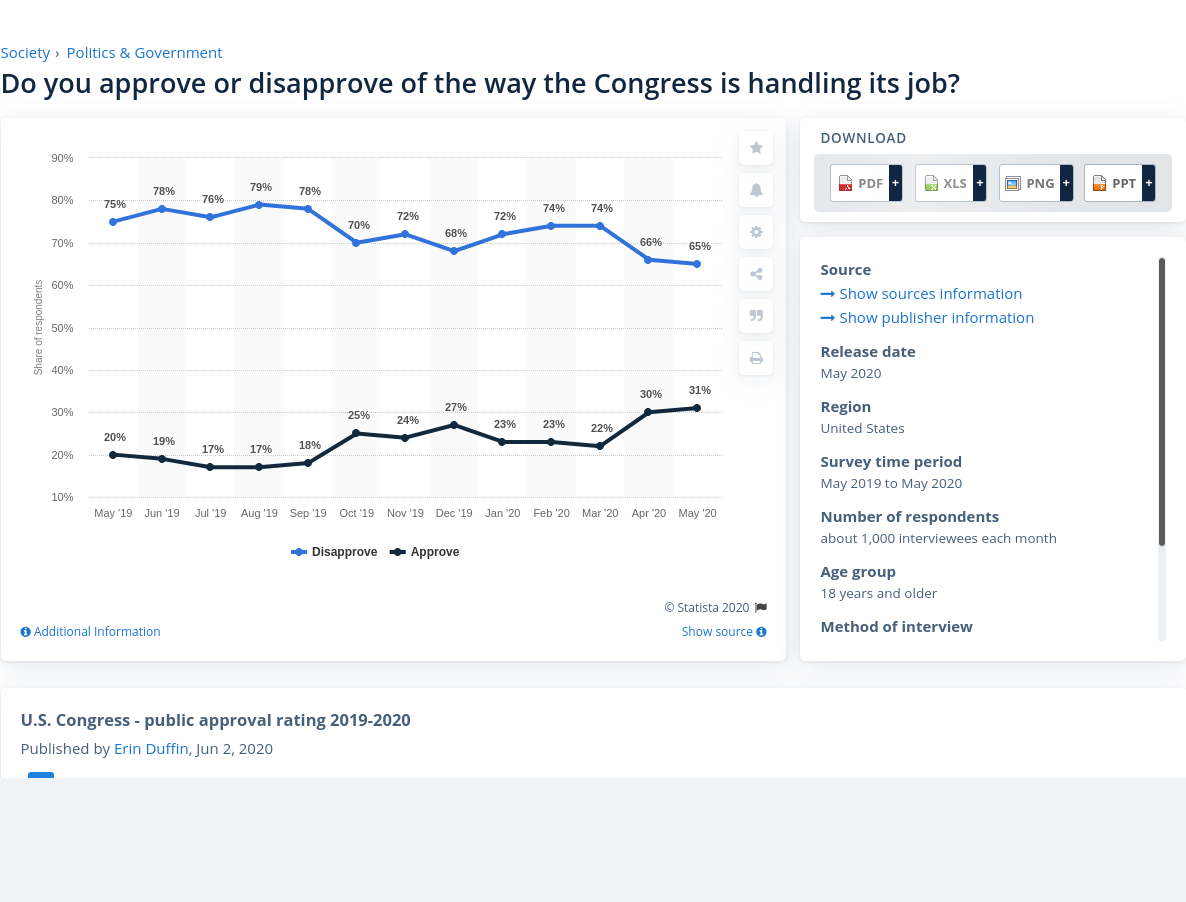 Society › Politics & Government
Do you approve or disapprove of the way the Congress is handling its job?
90%
80%
70%
60%
50%
40%
30%
20%
10%
Share of respondents
75%
78%
76%
79%
78%
70%
72%
68%
72%
74%
74%
66%
65%
20%
19%
17%
17%
18%
25%
24%
27%
23%
23%
22%
30%
31%
May '19
Jun '19
Jul '19
Aug '19
Sep '19
Oct '19
Nov '19
Dec '19
Jan '20
Feb '20
Mar '20
Apr '20
May '20
Disapprove
Approve
© Statista 2020
Additional Information
Show source
DOWNLOAD
PDF +
XLS +
PNG +
PPT +
Source
Show sources information
Show publisher information
Release date
May 2020
Region
United States
Survey time period
May 2019 to May 2020
Number of respondents
about 1,000 interviewees each month
Age group
18 years and older
Method of interview
U.S. Congress - public approval rating 2019-2020
Published by Erin Duffin, Jun 2, 2020